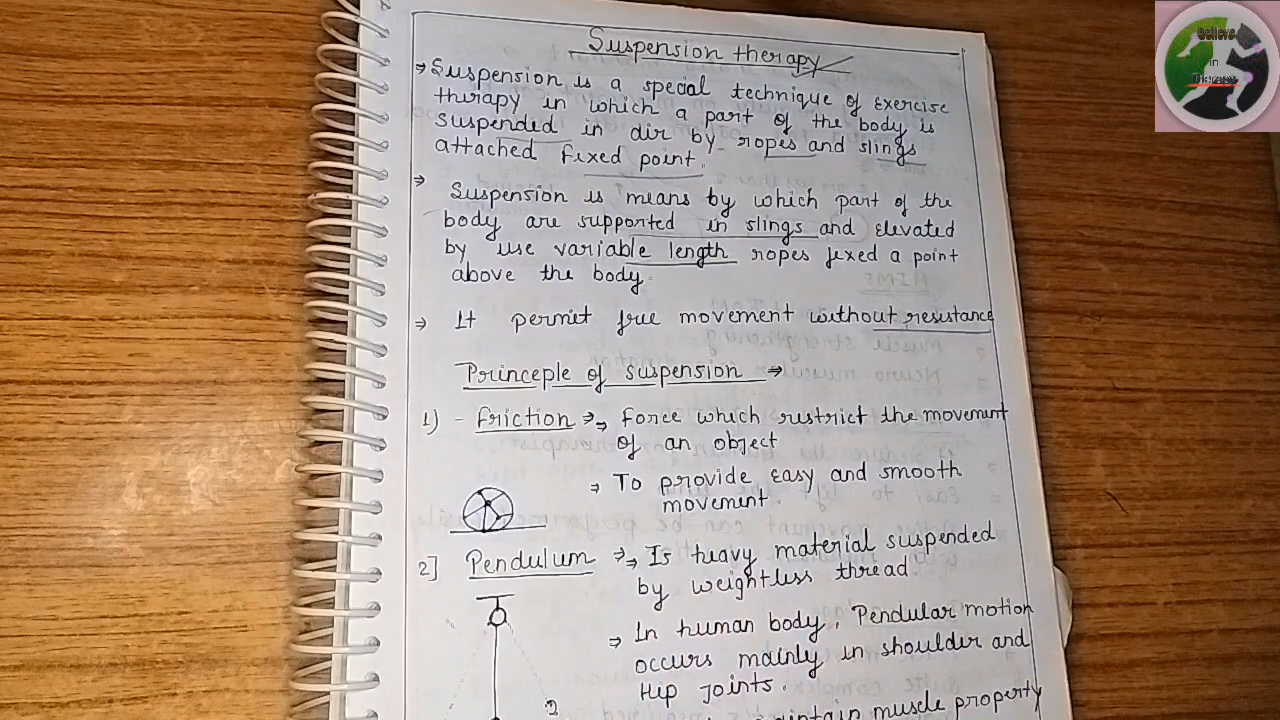 Suspension therapy
⇒ Suspension is a special technique of exercise
therapy in which a part of the body is
suspended in air by ropes and slings
attached fixed point.
⇒
Suspension is means by which part of the
body are supported in slings and elevated
by use variable length ropes fixed a point
above the body.
⇒ It permit free movement without resistance
Princeple of suspension ⇒
1) - Friction ⇒⇒ Force which restrict the movement
of an object
⇒ To provide easy and smooth
movement.
2] Pendulum ⇒⇒ Is heavy material suspended
by weightless thread.
⇒ In human body, Pendular motion
occurs mainly in shoulder and
Hip Joints.
muscle property
Believe
in
Therapy